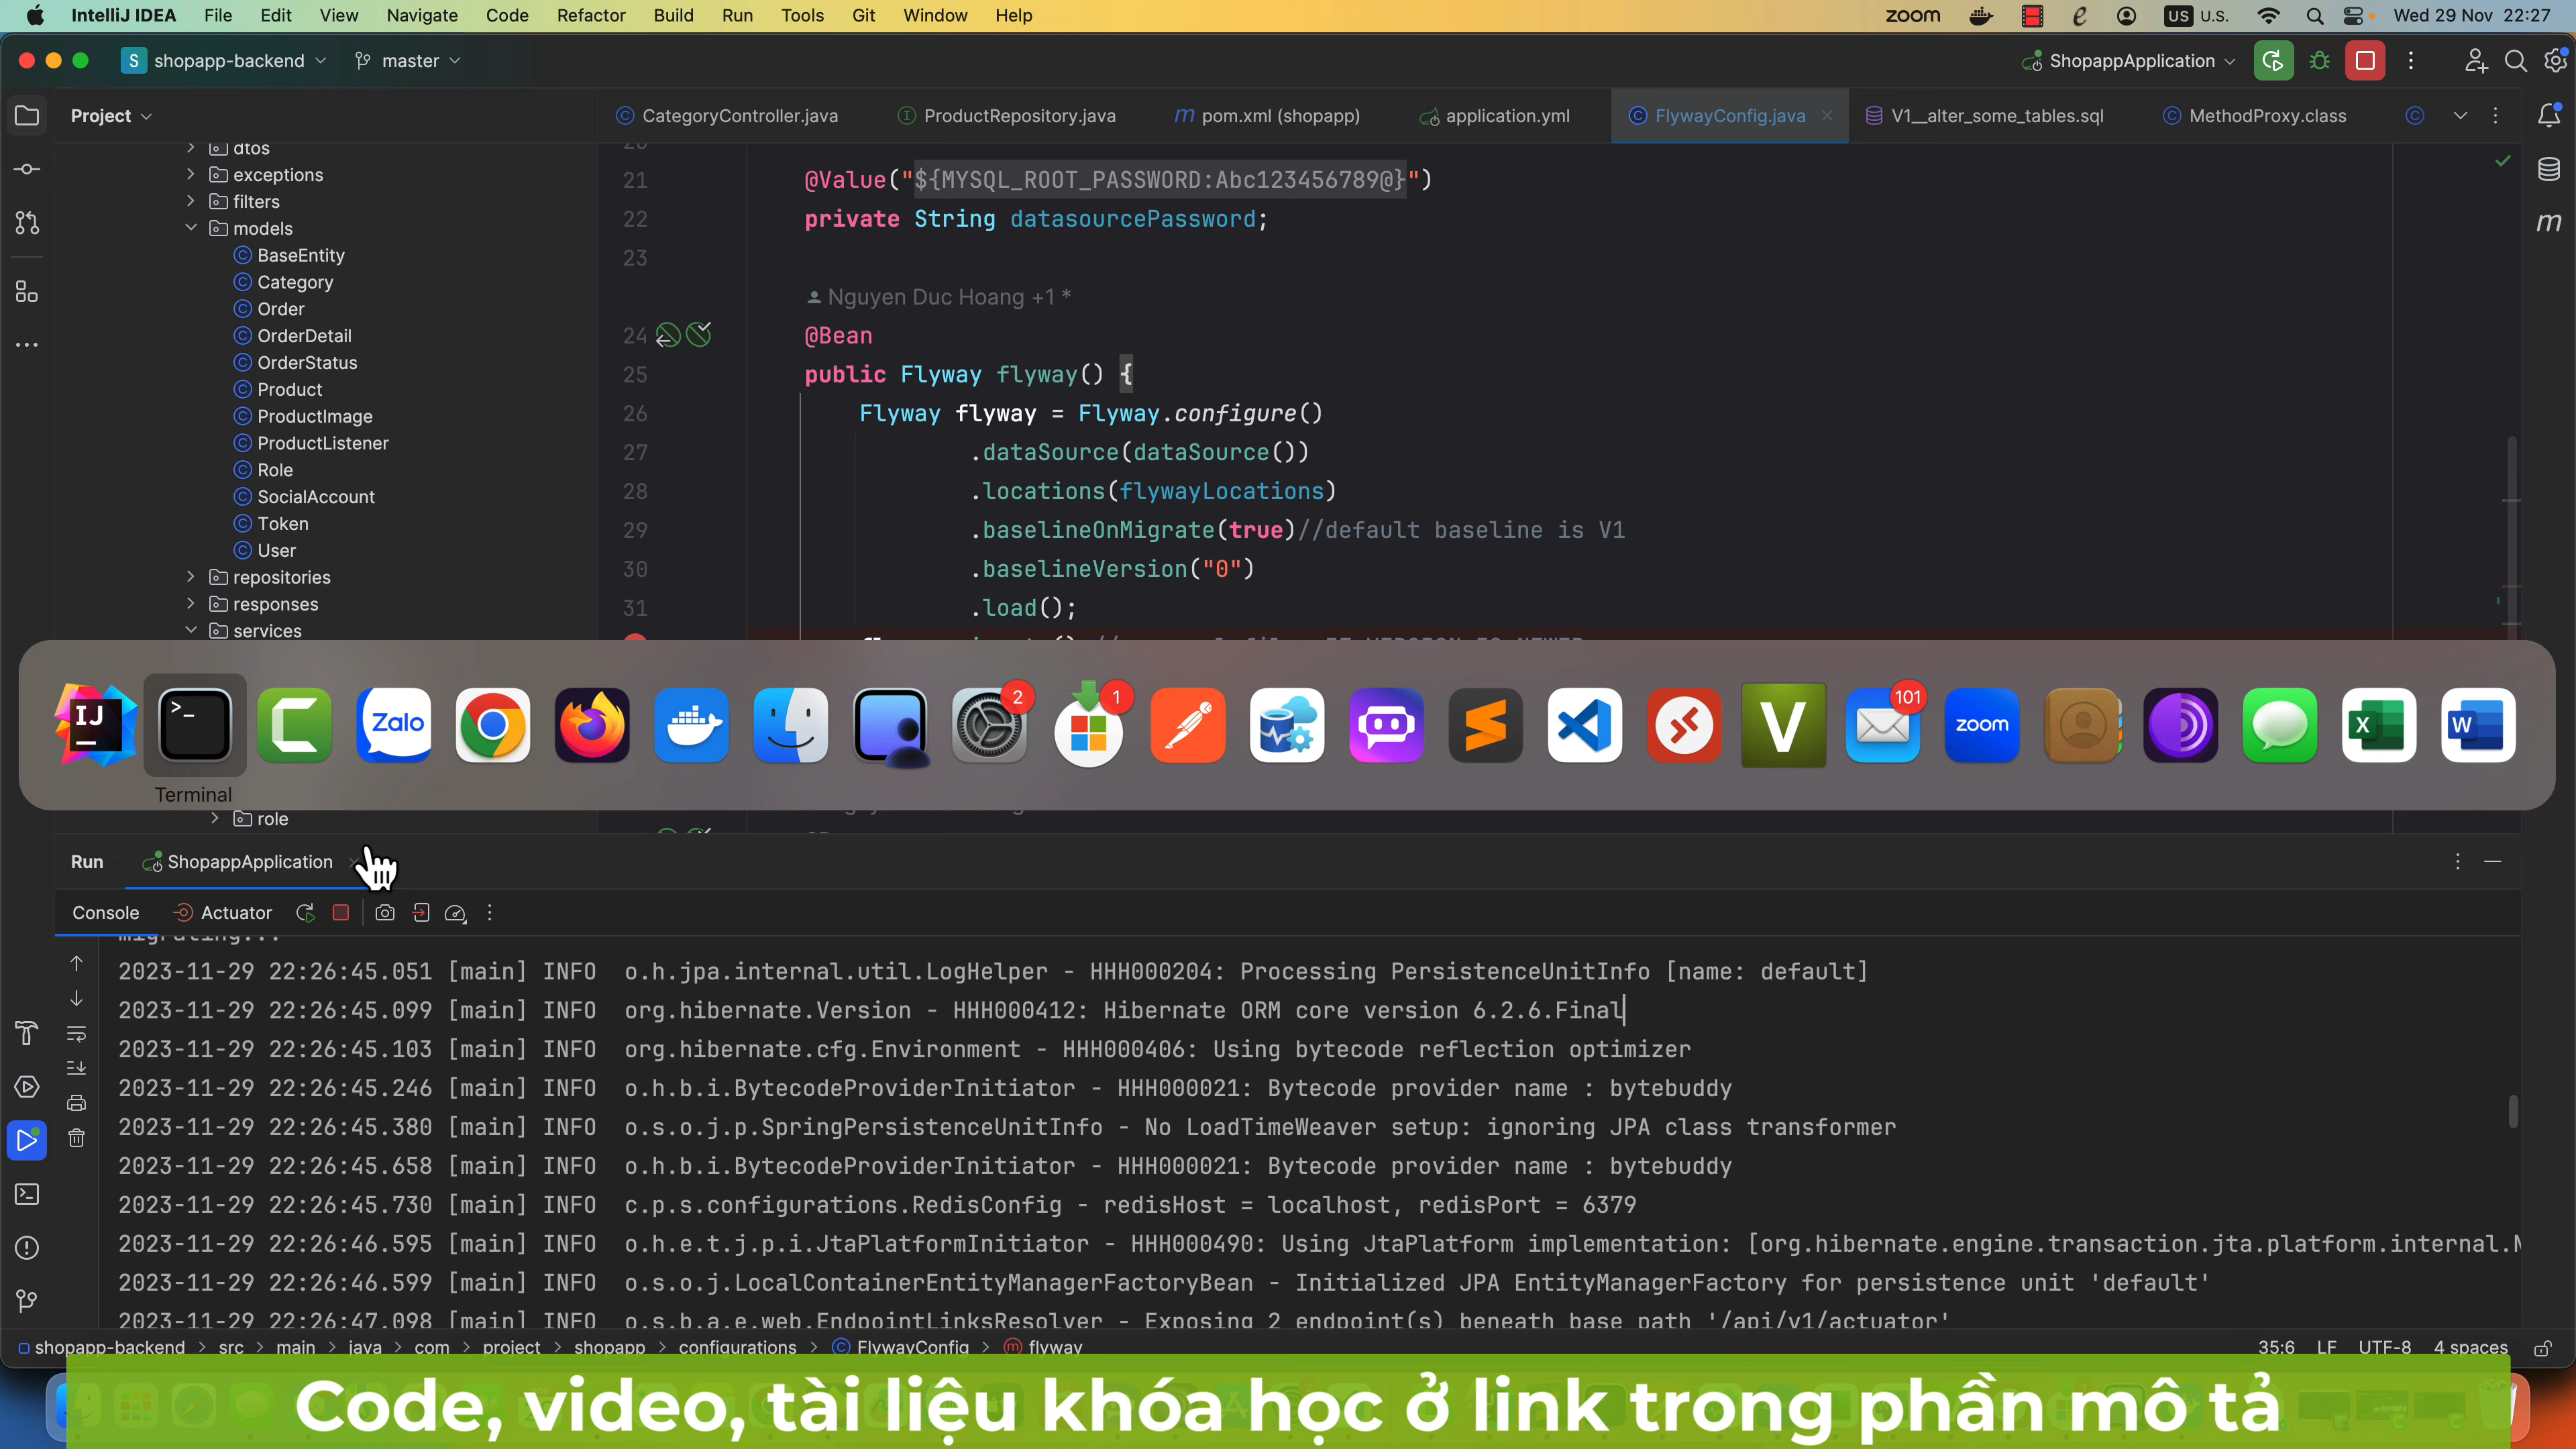 IntelliJ IDEA File Edit View Navigate Code Refactor Build Run Tools Git Window Help zoom US U.S. Wed 29 Nov 22:27
S shopapp-backend master ShopappApplication
Project CategoryController.java ProductRepository.java m pom.xml (shopapp) application.yml FlywayConfig.java V1__alter_some_tables.sql MethodProxy.class
dtos
exceptions
filters
models
BaseEntity
Category
Order
OrderDetail
OrderStatus
Product
ProductImage
ProductListener
Role
SocialAccount
Token
User
repositories
responses
services
role
21 @Value("${MYSQL_ROOT_PASSWORD:Abc123456789@}")
22 private String datasourcePassword;
23
Nguyen Duc Hoang +1 *
24 @Bean
25 public Flyway flyway() {
26 Flyway flyway = Flyway.configure()
27 .dataSource(dataSource())
28 .locations(flywayLocations)
29 .baselineOnMigrate(true)//default baseline is V1
30 .baselineVersion("0")
31 .load();
IJ Zalo 2 1 V 101 zoom X W
Terminal
Run ShopappApplication
Console Actuator
migrating...
2023-11-29 22:26:45.051 [main] INFO o.h.jpa.internal.util.LogHelper - HHH000204: Processing PersistenceUnitInfo [name: default]
2023-11-29 22:26:45.099 [main] INFO org.hibernate.Version - HHH000412: Hibernate ORM core version 6.2.6.Final
2023-11-29 22:26:45.103 [main] INFO org.hibernate.cfg.Environment - HHH000406: Using bytecode reflection optimizer
2023-11-29 22:26:45.246 [main] INFO o.h.b.i.BytecodeProviderInitiator - HHH000021: Bytecode provider name : bytebuddy
2023-11-29 22:26:45.380 [main] INFO o.s.o.j.p.SpringPersistenceUnitInfo - No LoadTimeWeaver setup: ignoring JPA class transformer
2023-11-29 22:26:45.658 [main] INFO o.h.b.i.BytecodeProviderInitiator - HHH000021: Bytecode provider name : bytebuddy
2023-11-29 22:26:45.730 [main] INFO c.p.s.configurations.RedisConfig - redisHost = localhost, redisPort = 6379
2023-11-29 22:26:46.595 [main] INFO o.h.e.t.j.p.i.JtaPlatformInitiator - HHH000490: Using JtaPlatform implementation: [org.hibernate.engine.transaction.jta.platform.internal.N
2023-11-29 22:26:46.599 [main] INFO o.s.o.j.LocalContainerEntityManagerFactoryBean - Initialized JPA EntityManagerFactory for persistence unit 'default'
2023-11-29 22:26:47.098 [main] INFO o.s.b.a.e.web.EndpointLinksResolver - Exposing 2 endpoint(s) beneath base path '/api/v1/actuator'
shopapp-backend > src > main > java > com > project > shopapp > configurations > FlywayConfig > flyway 35:6 LF UTF-8 4 spaces
Code, video, tài liệu khóa học ở link trong phần mô tả